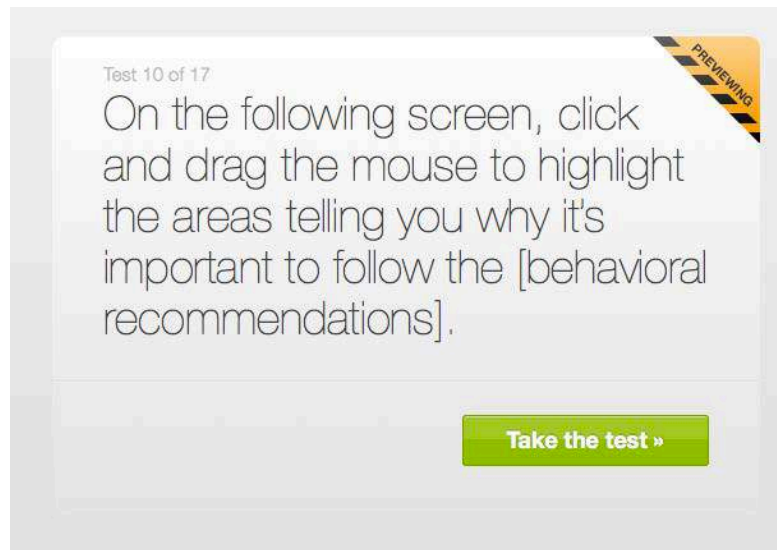 Test 10 of 17
PREVIEWING
On the following screen, click
and drag the mouse to highlight
the areas telling you why it's
important to follow the [behavioral
recommendations].
Take the test »